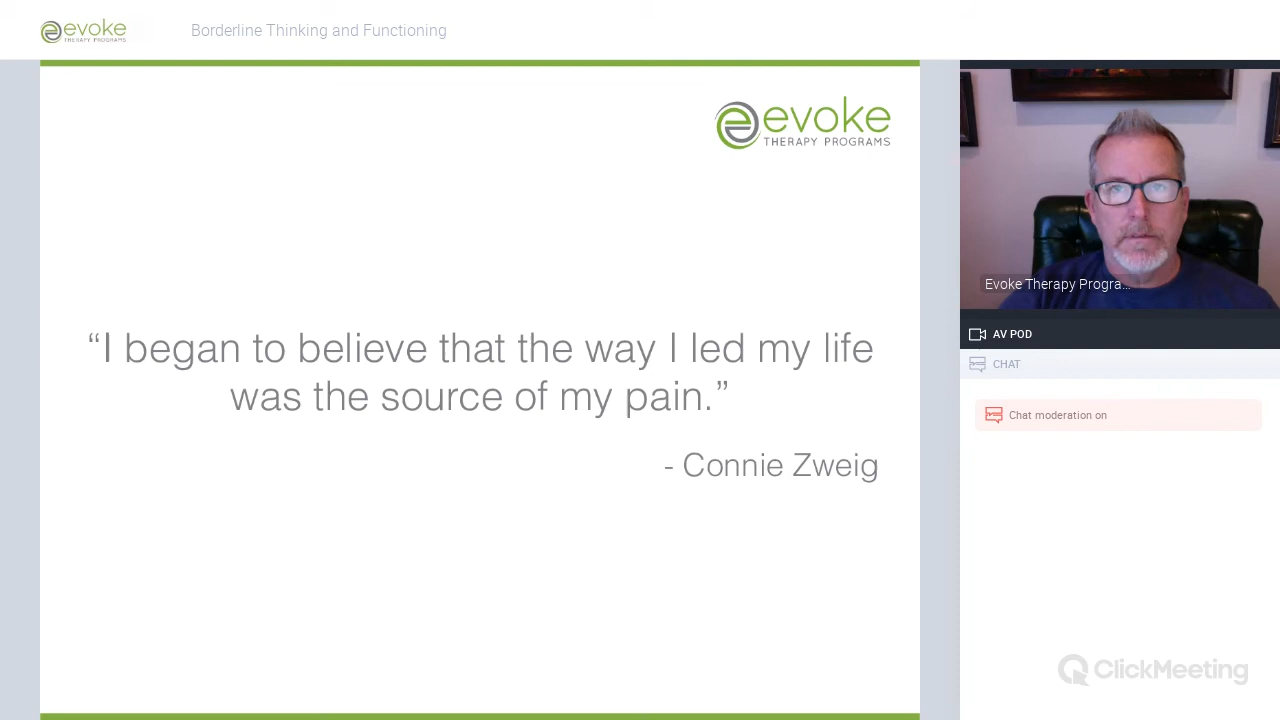 evoke
THERAPY PROGRAMS
Borderline Thinking and Functioning
evoke
THERAPY PROGRAMS
“I began to believe that the way I led my life
was the source of my pain.”
- Connie Zweig
Evoke Therapy Progra...
AV POD
CHAT
Chat moderation on
ClickMeeting